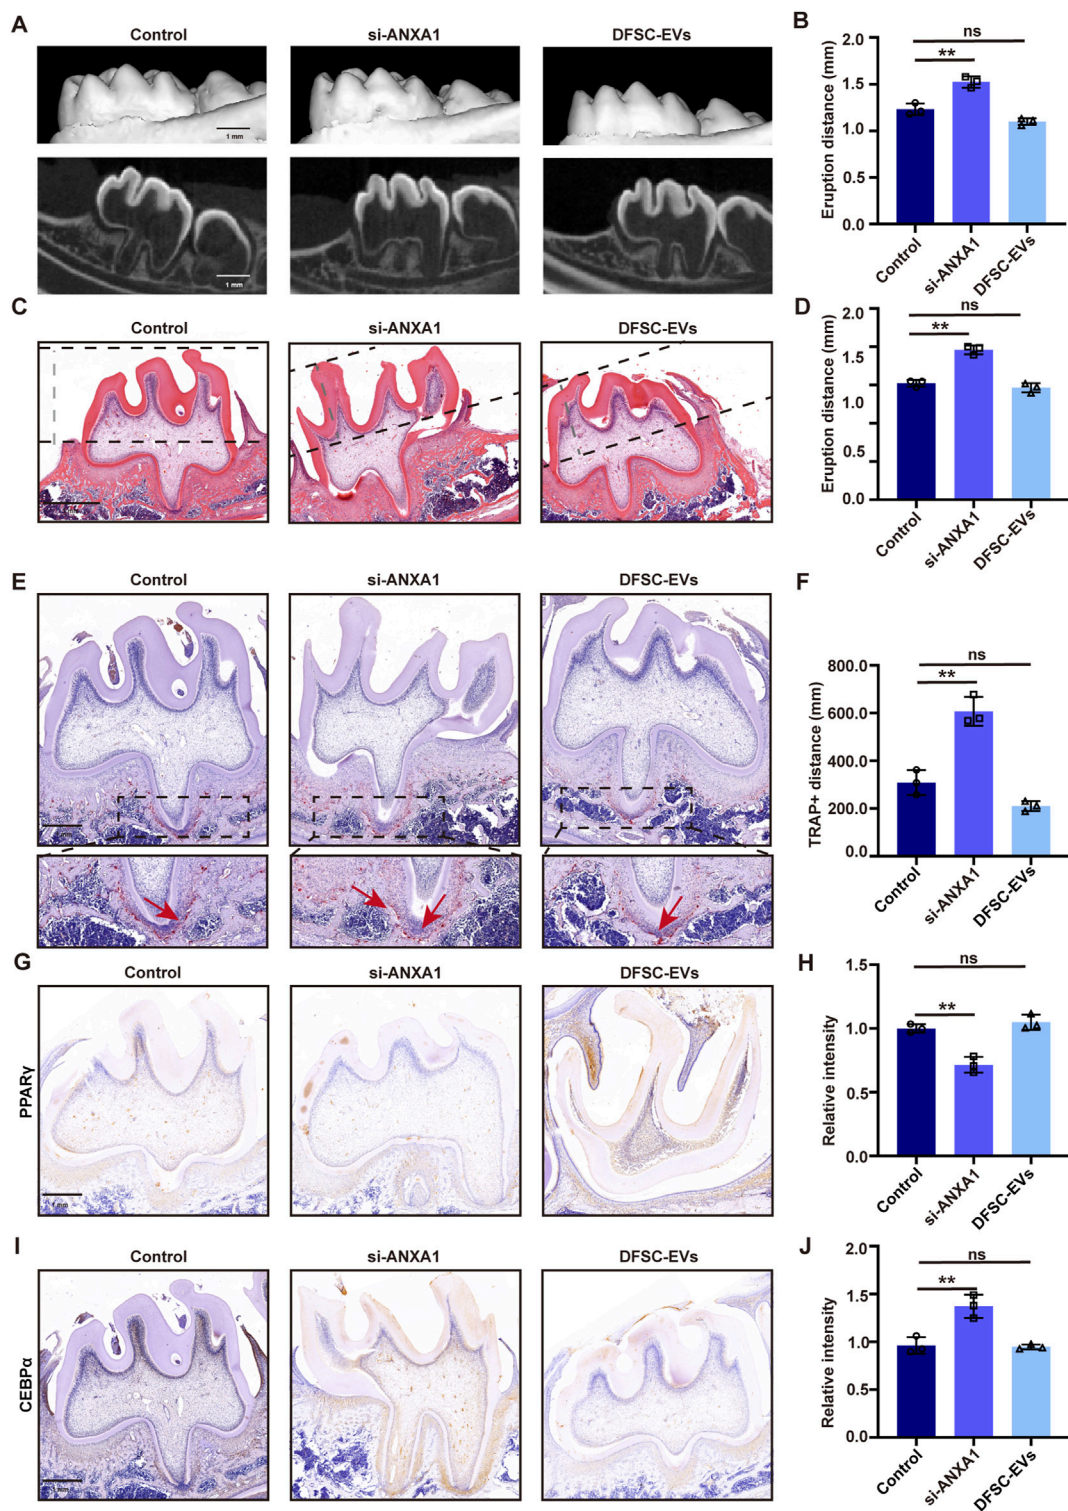 A
Control
si-ANXA1
DFSC-EVs
1 mm
1 mm
B
ns
**
Eruption distance (mm)
2.0
1.5
1.0
0.5
0.0
Control
si-ANXA1
DFSC-EVs
C
Control
si-ANXA1
DFSC-EVs
D
ns
**
Eruption distance (mm)
2.0
1.5
1.0
0.5
0.0
Control
si-ANXA1
DFSC-EVs
E
Control
si-ANXA1
DFSC-EVs
F
ns
**
TRAP+ distance (mm)
800.0
600.0
400.0
200.0
0.0
Control
si-ANXA1
DFSC-EVs
G
Control
si-ANXA1
DFSC-EVs
PPARγ
1 mm
H
ns
**
Relative intensity
1.5
1.0
0.5
0.0
Control
si-ANXA1
DFSC-EVs
I
Control
si-ANXA1
DFSC-EVs
CEBPα
J
ns
**
Relative intensity
2.0
1.5
1.0
0.5
0.0
Control
si-ANXA1
DFSC-EVs